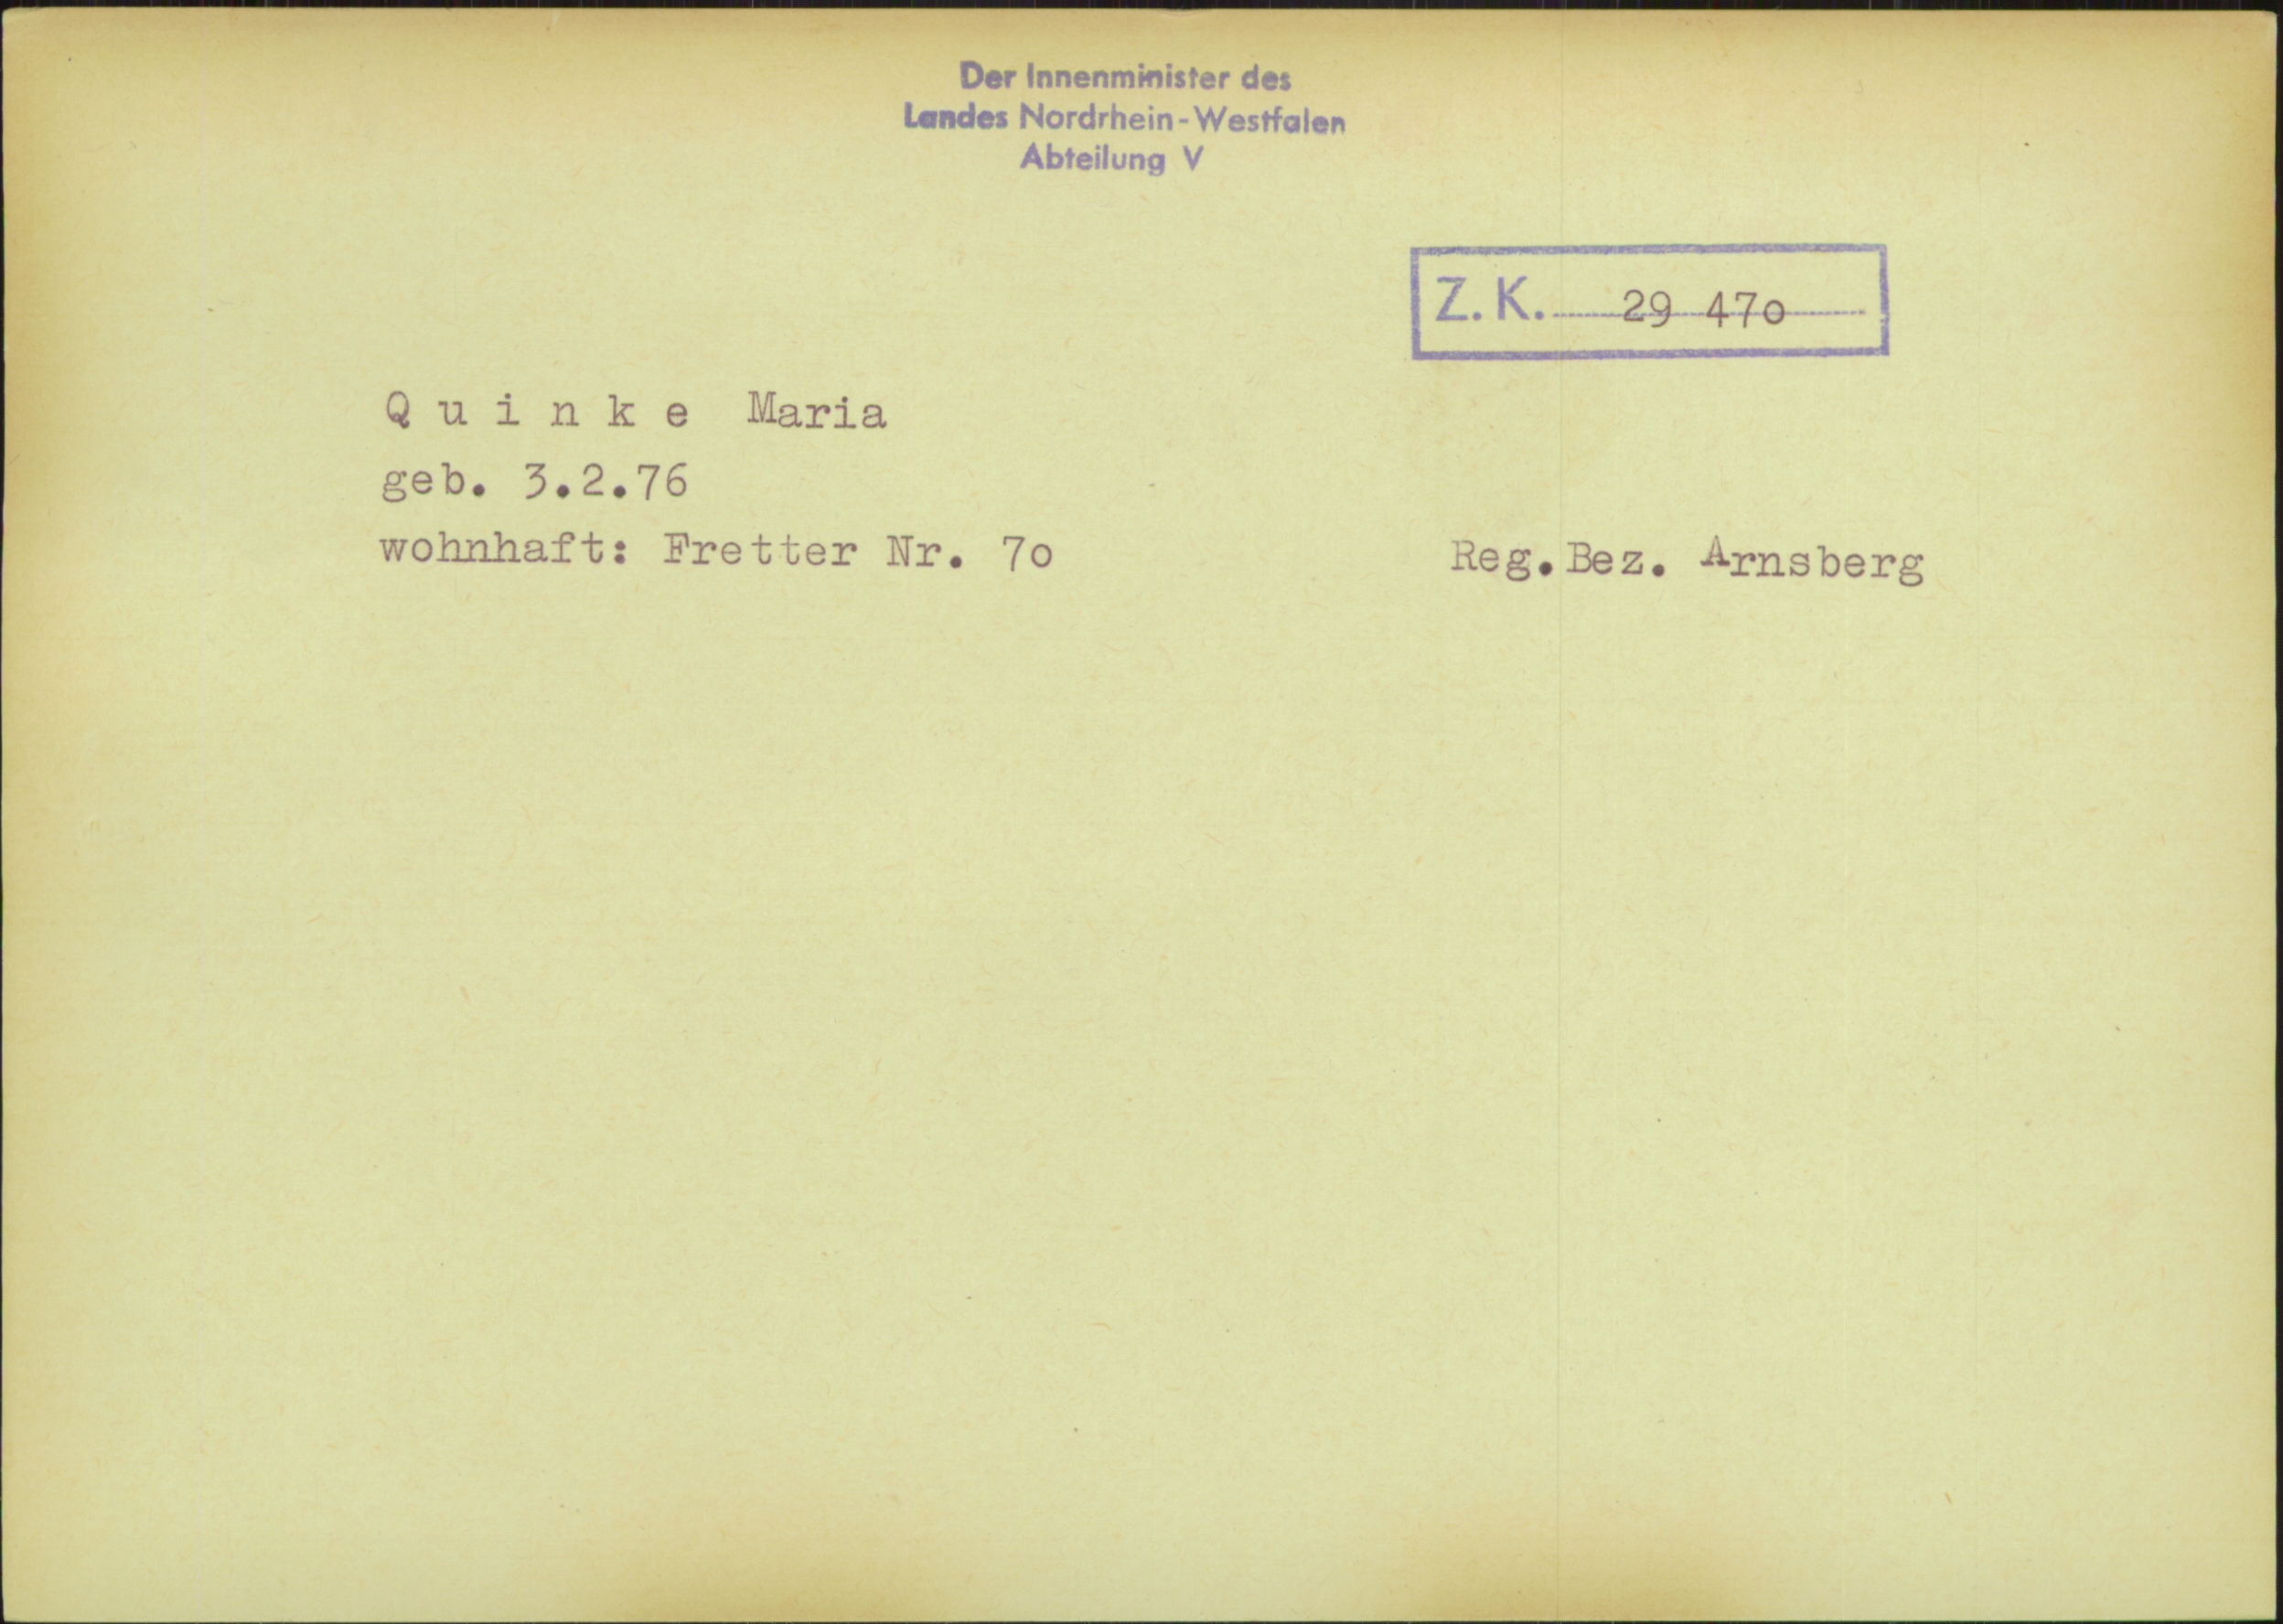 Der Innenminister des
Landes Nordrhein-Westfalen
Abteilung V
Z. K. 29 47o
Q u i n k e Maria
geb. 3.2.76
wohnhaft: Fretter Nr. 7o
Reg.Bez. Arnsberg